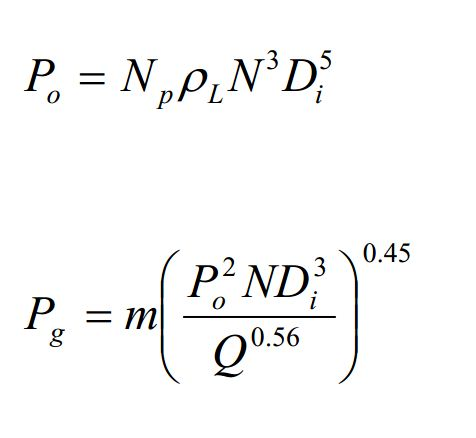 P_o = N_p ρ_L N^3 D_i^5
P_g = m (P_o^2 N D_i^3 / Q^0.56)^0.45